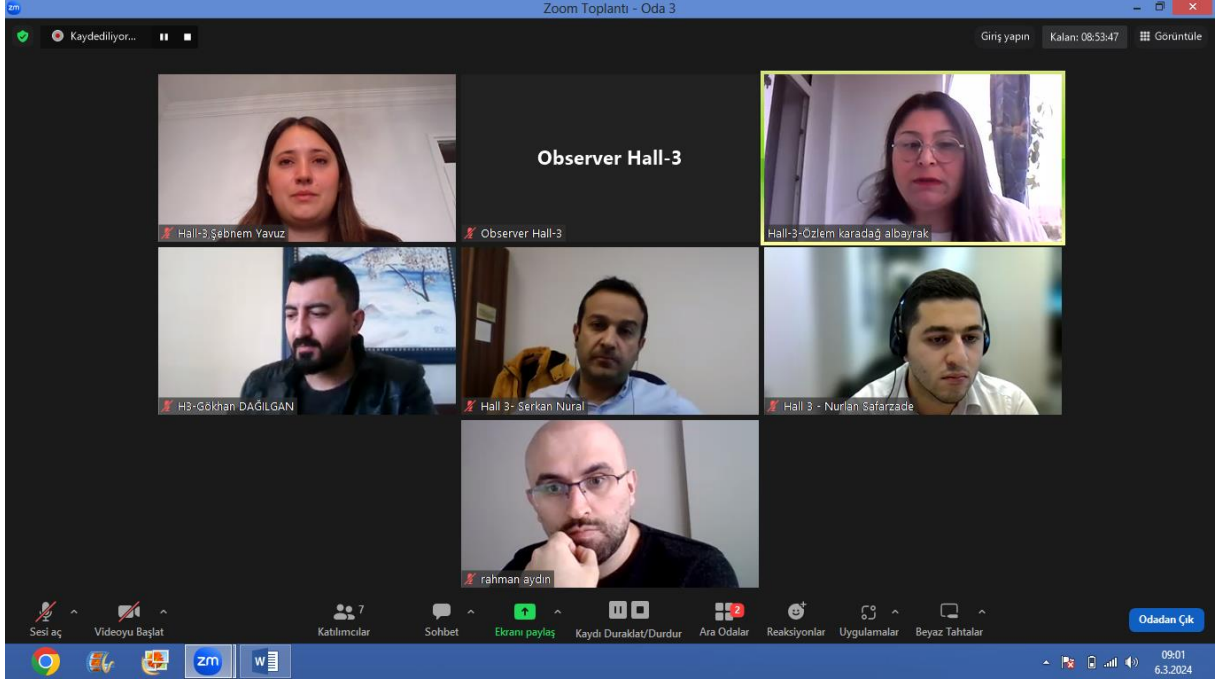 zm
Zoom Toplantı - Oda 3
Kaydediliyor...
Giriş yapın
Kalan: 08:53:47
Görüntüle
Hall-3,Şebnem Yavuz
Observer Hall-3
Observer Hall-3
Hall-3-Özlem karadağ albayrak
H3-Gökhan DAĞILGAN
Hall 3- Serkan Nural
Hall 3 - Nurlan Safarzade
rahman aydın
Sesi aç
Videoyu Başlat
7
Katılımcılar
Sohbet
Ekranı paylaş
Kaydı Duraklat/Durdur
2
Ara Odalar
Reaksiyonlar
Uygulamalar
Beyaz Tahtalar
Odadan Çık
zm
W
09:01
6.3.2024